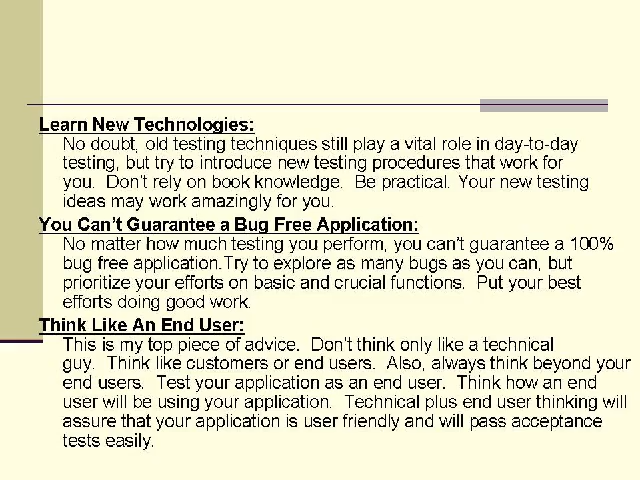 Learn New Technologies:
No doubt, old testing techniques still play a vital role in day-to-day
testing, but try to introduce new testing procedures that work for
you.  Don't rely on book knowledge.  Be practical. Your new testing
ideas may work amazingly for you.
You Can't Guarantee a Bug Free Application:
No matter how much testing you perform, you can't guarantee a 100%
bug free application.Try to explore as many bugs as you can, but
prioritize your efforts on basic and crucial functions.  Put your best
efforts doing good work.
Think Like An End User:
This is my top piece of advice.  Don't think only like a technical
guy.  Think like customers or end users.  Also, always think beyond your
end users.  Test your application as an end user.  Think how an end
user will be using your application.  Technical plus end user thinking will
assure that your application is user friendly and will pass acceptance
tests easily.